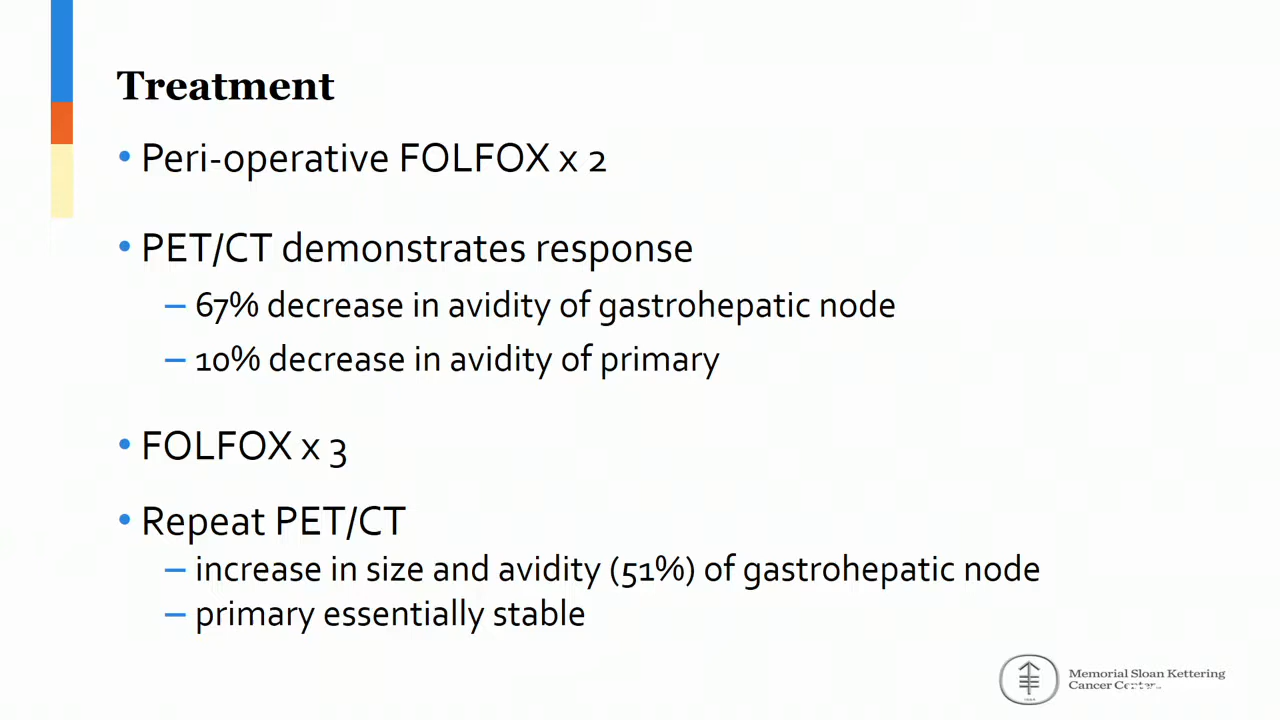 Treatment
• Peri-operative FOLFOX x 2
• PET/CT demonstrates response
– 67% decrease in avidity of gastrohepatic node
– 10% decrease in avidity of primary
• FOLFOX x 3
• Repeat PET/CT
– increase in size and avidity (51%) of gastrohepatic node
– primary essentially stable
Memorial Sloan Kettering
Cancer Center